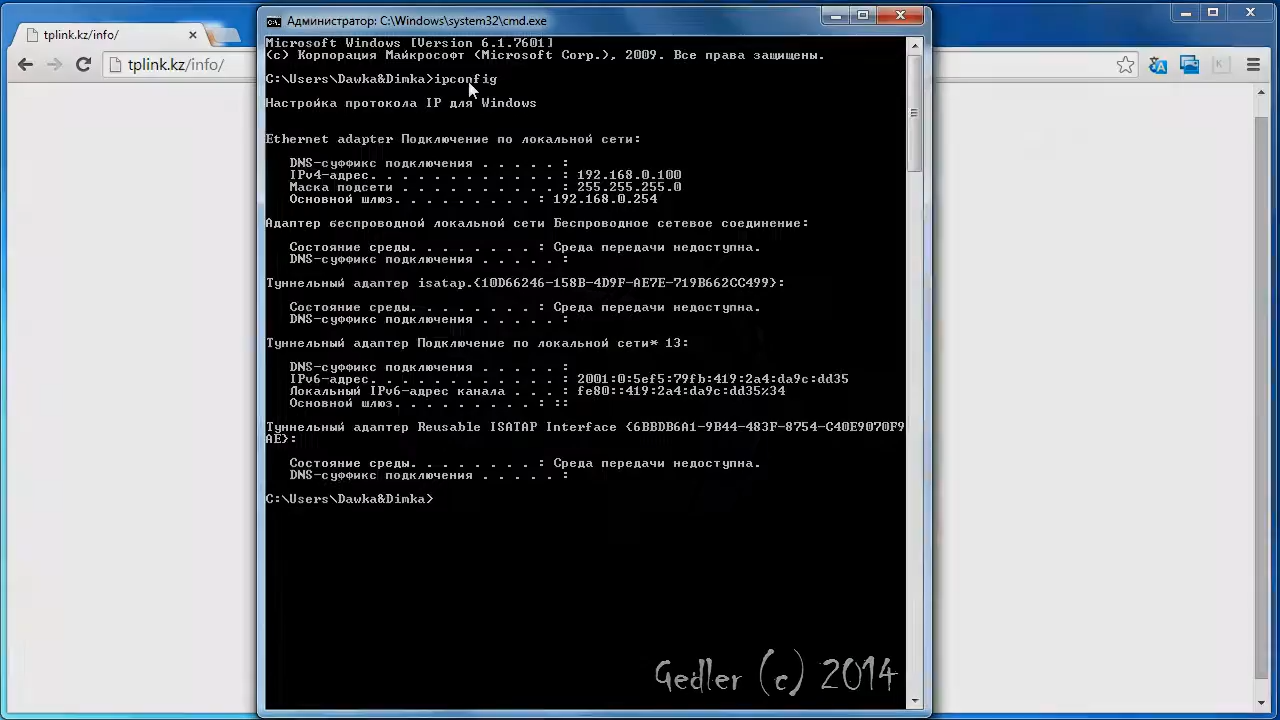 tplink.kz/info/
tplink.kz/info/
Администратор: C:\Windows\system32\cmd.exe
Microsoft Windows [Version 6.1.7601]
(c) Корпорация Майкрософт (Microsoft Corp.), 2009. Все права защищены.
C:\Users\Dawka&Dimka>ipconfig
Настройка протокола IP для Windows
Ethernet adapter Подключение по локальной сети:
DNS-суффикс подключения . . . . . :
IPv4-адрес. . . . . . . . . . . . : 192.168.0.100
Маска подсети . . . . . . . . . . : 255.255.255.0
Основной шлюз. . . . . . . . . : 192.168.0.254
Адаптер беспроводной локальной сети Беспроводное сетевое соединение:
Состояние среды. . . . . . . . : Среда передачи недоступна.
DNS-суффикс подключения . . . . . :
Туннельный адаптер isatap.{10D66246-158B-4D9F-AE7E-719B662CC499}:
Состояние среды. . . . . . . . : Среда передачи недоступна.
DNS-суффикс подключения . . . . . :
Туннельный адаптер Подключение по локальной сети* 13:
DNS-суффикс подключения . . . . . :
IPv6-адрес. . . . . . . . . . . . : 2001:0:5ef5:79fb:419:2a4:da9c:dd35
Локальный IPv6-адрес канала . . . : fe80::419:2a4:da9c:dd35%34
Основной шлюз. . . . . . . . . : ::
Туннельный адаптер Reusable ISATAP Interface {6BBDB6A1-9B44-483F-8754-C40E9070F9
AE}:
Состояние среды. . . . . . . . : Среда передачи недоступна.
DNS-суффикс подключения . . . . . :
C:\Users\Dawka&Dimka>
Gedler (c) 2014